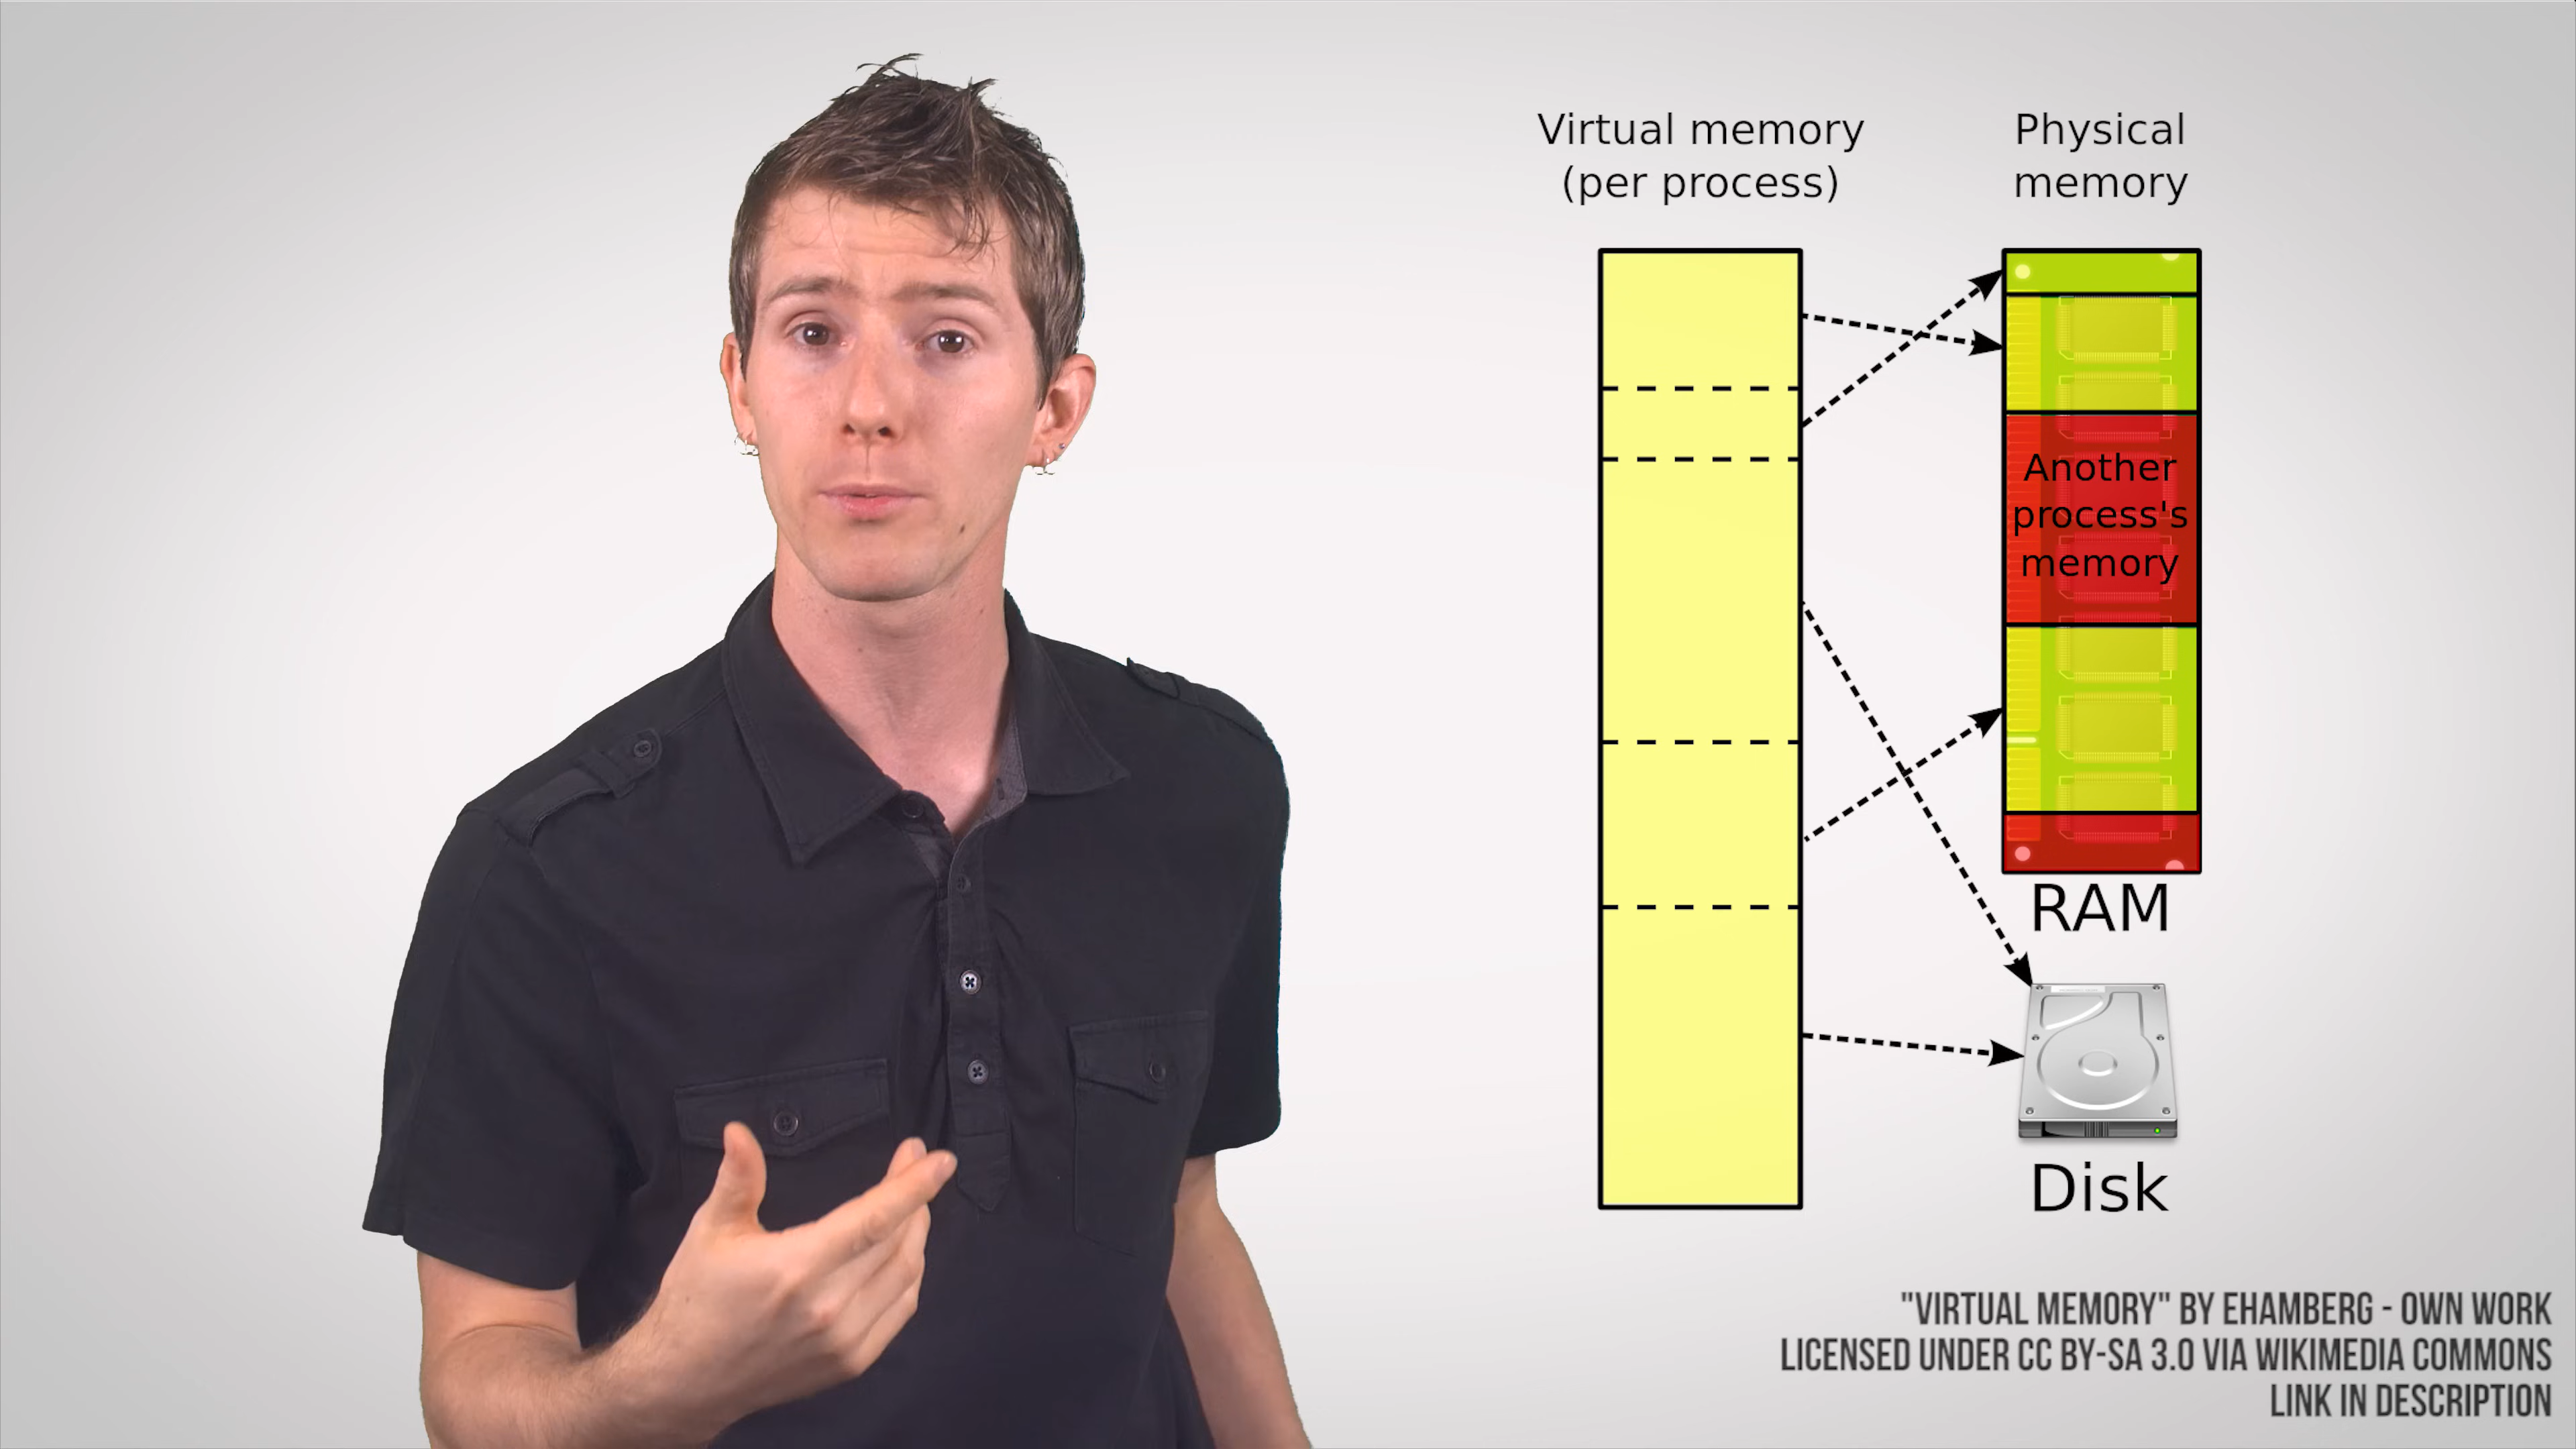 Virtual memory
(per process)
Physical
memory
Another
process's
memory
RAM
Disk
"VIRTUAL MEMORY" BY EHAMBERG - OWN WORK
LICENSED UNDER CC BY-SA 3.0 VIA WIKIMEDIA COMMONS
LINK IN DESCRIPTION